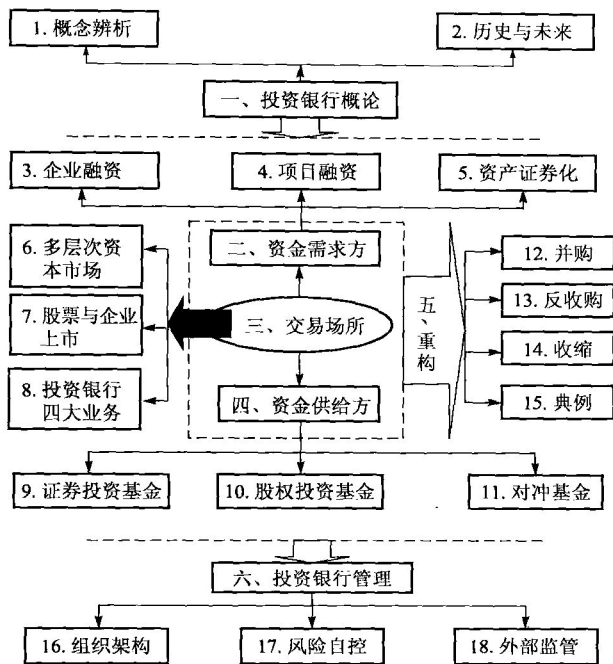 1. 概念辨析
2. 历史与未来
一、投资银行概论
3. 企业融资
4. 项目融资
5. 资产证券化
6. 多层次资
本市场
二、资金需求方
12. 并购
7. 股票与企业
上市
三、交易场所
五、重构
13. 反收购
14. 收缩
8. 投资银行
四大业务
四、资金供给方
15. 典例
9. 证券投资基金
10. 股权投资基金
11. 对冲基金
六、投资银行管理
16. 组织架构
17. 风险自控
18. 外部监管